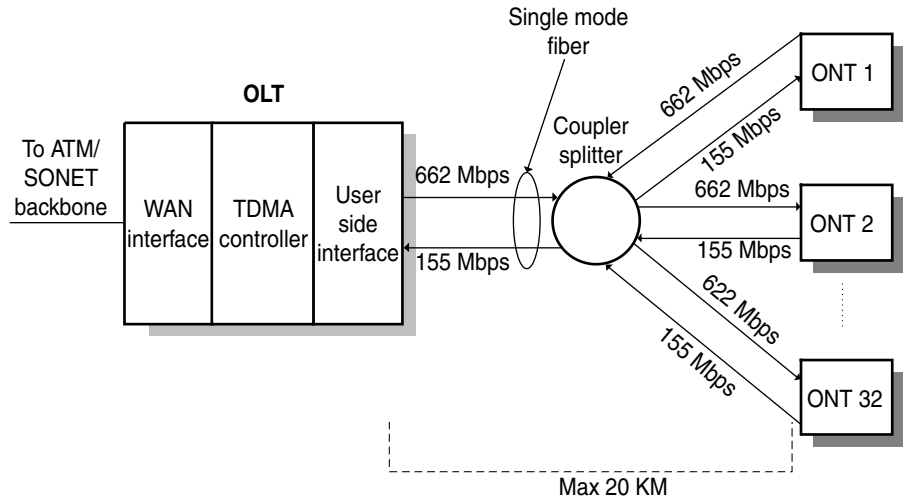 Single mode
fiber
OLT
To ATM/
SONET
backbone
WAN
interface
TDMA
controller
User
side
interface
662 Mbps
155 Mbps
Coupler
splitter
662 Mbps
155 Mbps
ONT 1
662 Mbps
155 Mbps
ONT 2
622 Mbps
155 Mbps
ONT 32
Max 20 KM